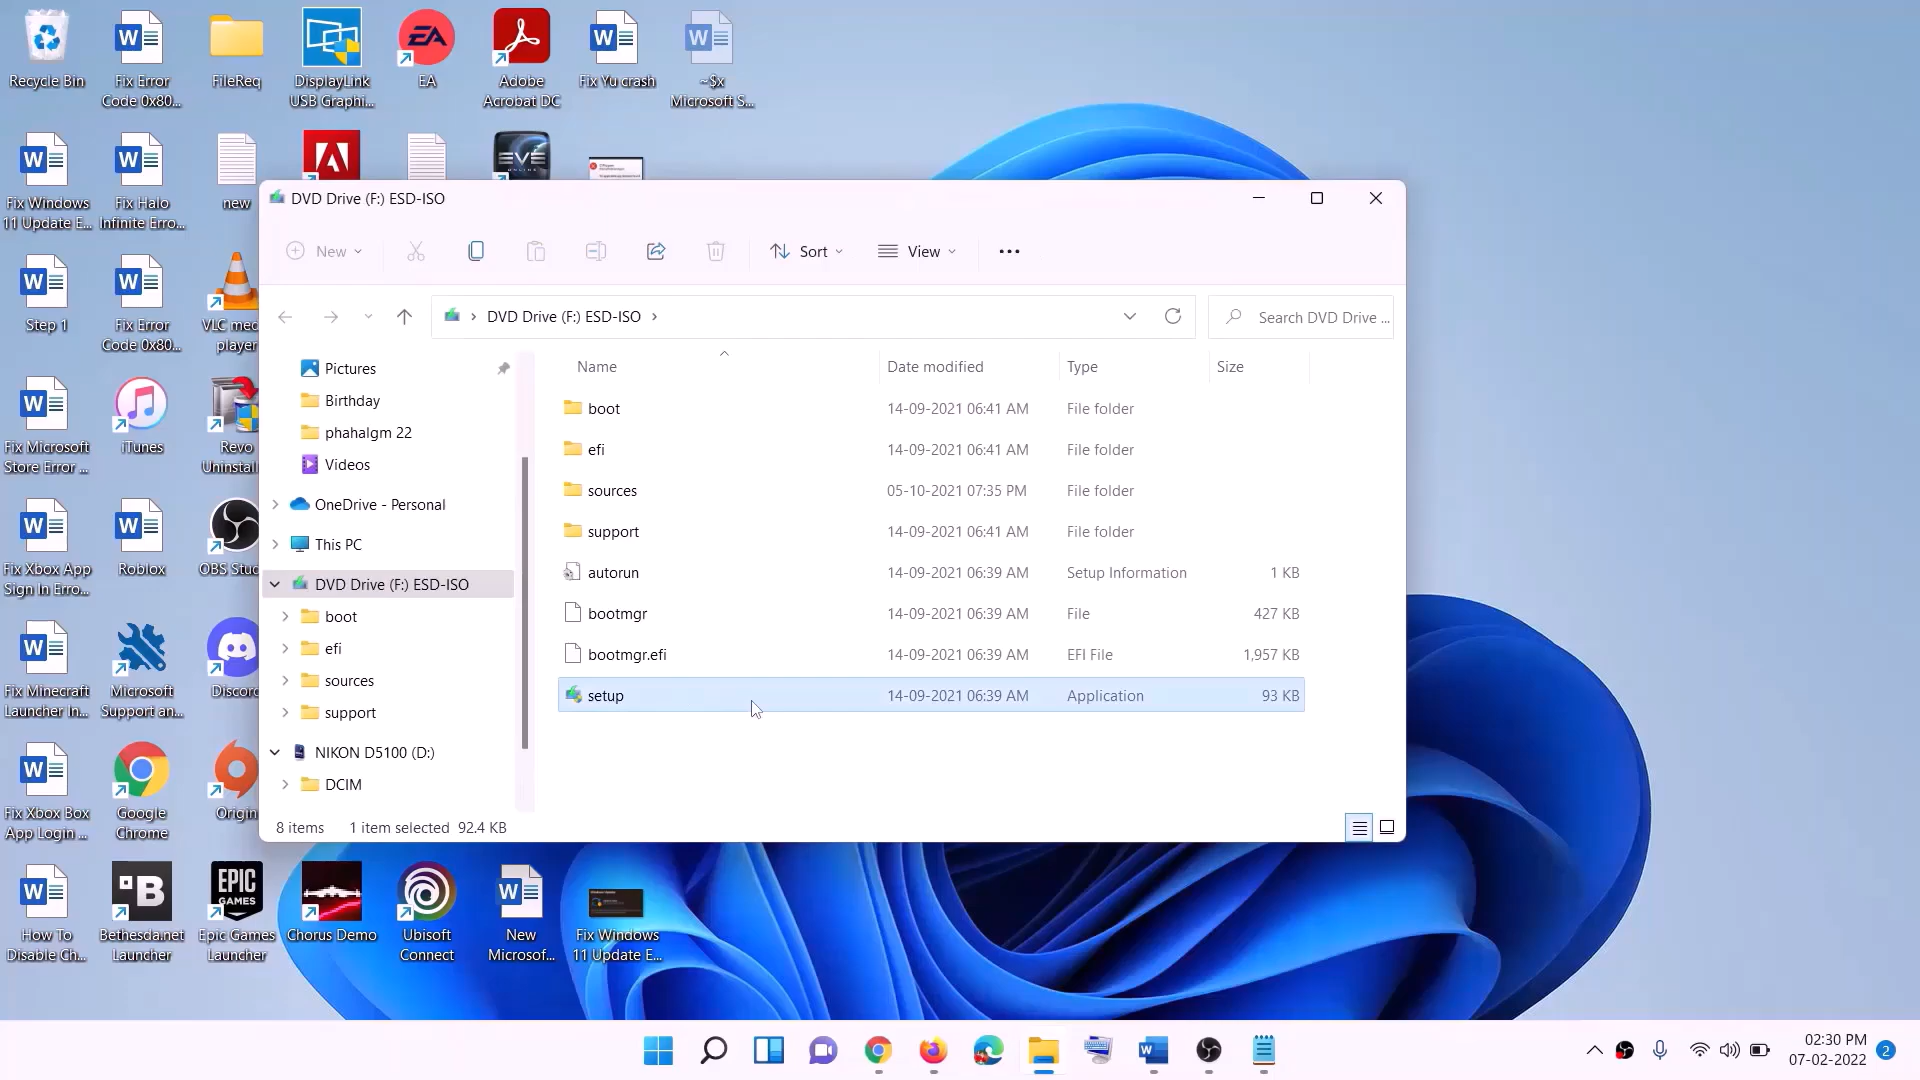 Recycle Bin
Fix Error
Code 0x80...
FileReq
DisplayLink
USB Graphi...
EA
Adobe
Acrobat DC
Fix Yu crash
~$x
Microsoft S...
Fix Windows
11 Update E...
Fix Halo
Infinite Erro...
new
EVE
ONLINE
Step 1
Fix Error
Code 0x80...
VLC med
player
Fix Microsoft
Store Error ...
iTunes
Revo
Uninstall
Fix Xbox App
Sign In Erro...
Roblox
OBS Stud
Fix Minecraft
Launcher In...
Microsoft
Support an...
Discord
Fix Xbox Box
App Login ...
Google
Chrome
Origin
How To
Disable Ch...
Bethesda.net
Launcher
EPIC
GAMES
Epic Games
Launcher
Chorus Demo
Ubisoft
Connect
New
Microsof...
Fix Windows
11 Update E...
DVD Drive (F:) ESD-ISO
New
Sort
View
DVD Drive (F:) ESD-ISO
Search DVD Drive ...
Pictures
Birthday
phahalgm 22
Videos
OneDrive - Personal
This PC
DVD Drive (F:) ESD-ISO
boot
efi
sources
support
NIKON D5100 (D:)
DCIM
Name Date modified Type Size
boot 14-09-2021 06:41 AM File folder
efi 14-09-2021 06:41 AM File folder
sources 05-10-2021 07:35 PM File folder
support 14-09-2021 06:41 AM File folder
autorun 14-09-2021 06:39 AM Setup Information 1 KB
bootmgr 14-09-2021 06:39 AM File 427 KB
bootmgr.efi 14-09-2021 06:39 AM EFI File 1,957 KB
setup 14-09-2021 06:39 AM Application 93 KB
8 items 1 item selected 92.4 KB
02:30 PM
07-02-2022
2